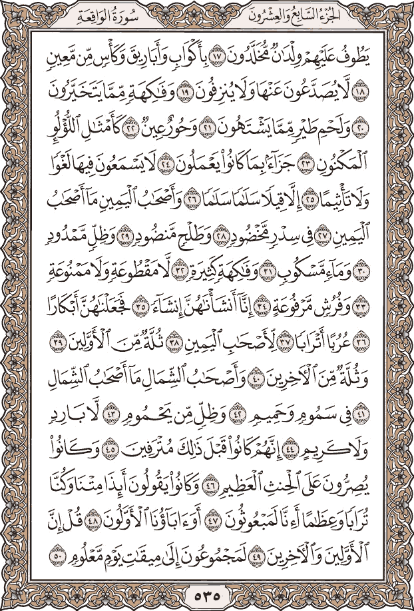 الجزء السابع والعشرون
سورة الواقعة
يَطُوفُ عَلَيْهِمْ وِلْدَٰنٌ مُّخَلَّدُونَ ١٧ بِأَكْوَابٍ وَأَبَارِيقَ وَكَأْسٍ مِّن مَّعِينٍ
١٨ لَّا يُصَدَّعُونَ عَنْهَا وَلَا يُنزِفُونَ ١٩ وَفَٰكِهَةٍ مِّمَّا يَتَخَيَّرُونَ
٢٠ وَلَحْمِ طَيْرٍ مِّمَّا يَشْتَهُونَ ٢١ وَحُورٌ عِينٌ ٢٢ كَأَمْثَٰلِ ٱللُّؤْلُؤِ
ٱلْمَكْنُونِ ٢٣ جَزَآءًۢ بِمَا كَانُوا۟ يَعْمَلُونَ ٢٤ لَا يَسْمَعُونَ فِيهَا لَغْوًا
وَلَا تَأْثِيمًا ٢٥ إِلَّا قِيلًا سَلَٰمًا سَلَٰمًا ٢٦ وَأَصْحَٰبُ ٱلْيَمِينِ مَآ أَصْحَٰبُ
ٱلْيَمِينِ ٢٧ فِى سِدْرٍ مَّخْضُودٍ ٢٨ وَطَلْحٍ مَّنضُودٍ ٢٩ وَظِلٍّ مَّمْدُودٍ
٣٠ وَمَآءٍ مَّسْكُوبٍ ٣١ وَفَٰكِهَةٍ كَثِيرَةٍ ٣٢ لَّا مَقْطُوعَةٍ وَلَا مَمْنُوعَةٍ
٣٣ وَفُرُشٍ مَّرْفُوعَةٍ ٣٤ إِنَّآ أَنشَأْنَٰهُنَّ إِنشَآءً ٣٥ فَجَعَلْنَٰهُنَّ أَبْكَارًا
٣٦ عُرُبًا أَتْرَابًا ٣٧ لِّأَصْحَٰبِ ٱلْيَمِينِ ٣٨ ثُلَّةٌ مِّنَ ٱلْأَوَّلِينَ ٣٩
وَثُلَّةٌ مِّنَ ٱلْءَاخِرِينَ ٤٠ وَأَصْحَٰبُ ٱلشِّمَالِ مَآ أَصْحَٰبُ ٱلشِّمَالِ
٤١ فِى سَمُومٍ وَحَمِيمٍ ٤٢ وَظِلٍّ مِّن يَحْمُومٍ ٤٣ لَّا بَارِدٍ
وَلَا كَرِيمٍ ٤٤ إِنَّهُمْ كَانُوا۟ قَبْلَ ذَٰلِكَ مُتْرَفِينَ ٤٥ وَكَانُوا۟
يُصِرُّونَ عَلَى ٱلْحِنثِ ٱلْعَظِيمِ ٤٦ وَكَانُوا۟ يَقُولُونَ أَئِذَا مِتْنَا وَكُنَّا
تُرَابًا وَعِظَٰمًا أَءِنَّا لَمَبْعُوثُونَ ٤٧ أَوَءَابَآؤُنَا ٱلْأَوَّلُونَ ٤٨ قُلْ إِنَّ
ٱلْأَوَّلِينَ وَٱلْءَاخِرِينَ ٤٩ لَمَجْمُوعُونَ إِلَىٰ مِيقَٰتِ يَوْمٍ مَّعْلُومٍ ٥٠
٥٣٥